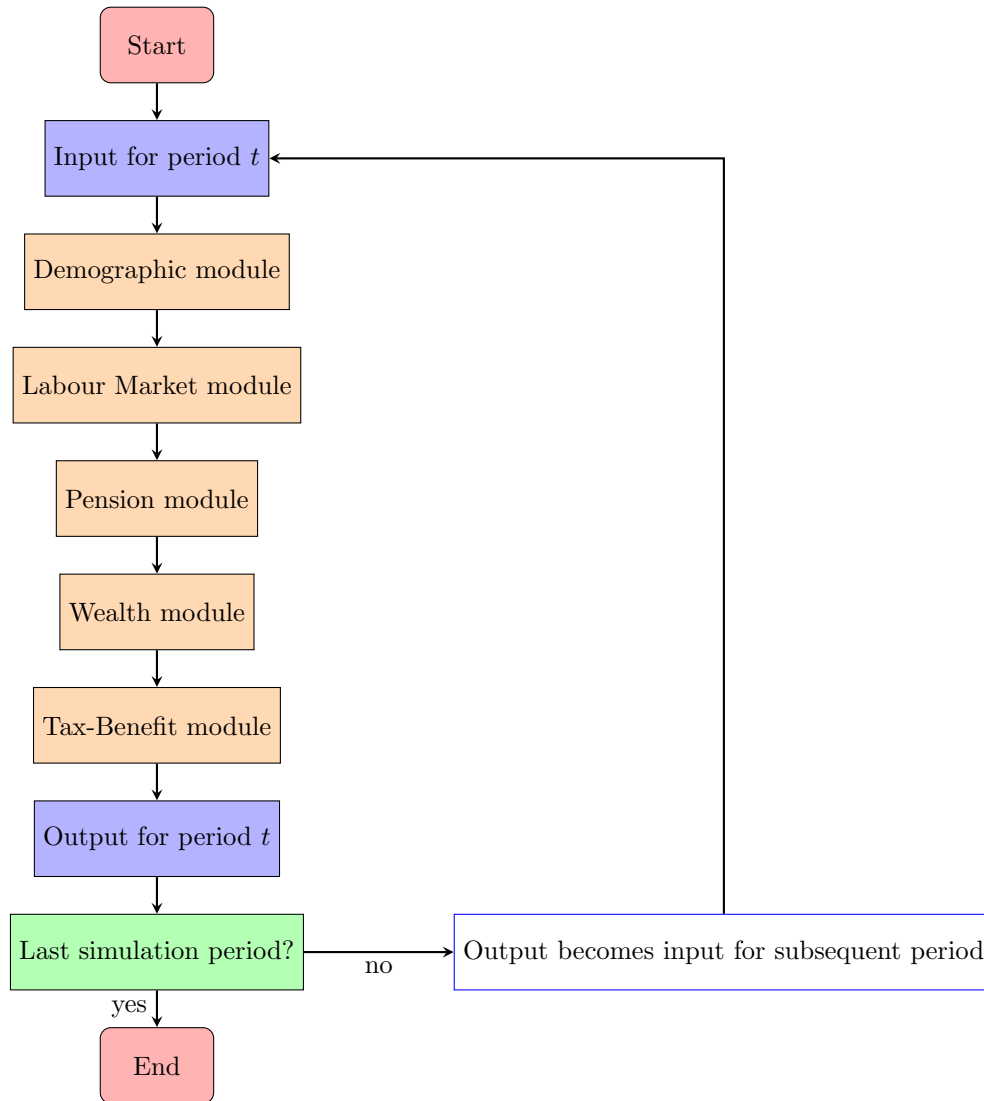 Start
Input for period t
Demographic module
Labour Market module
Pension module
Wealth module
Tax-Benefit module
Output for period t
Last simulation period?
no
Output becomes input for subsequent period
yes
End